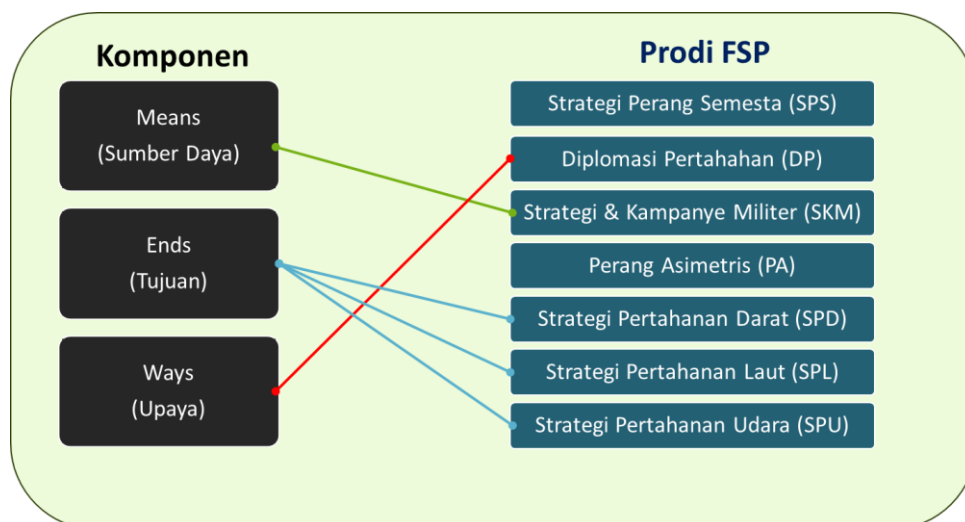 Komponen
Means
(Sumber Daya)
Ends
(Tujuan)
Ways
(Upaya)
Prodi FSP
Strategi Perang Semesta (SPS)
Diplomasi Pertahahan (DP)
Strategi & Kampanye Militer (SKM)
Perang Asimetris (PA)
Strategi Pertahanan Darat (SPD)
Strategi Pertahanan Laut (SPL)
Strategi Pertahanan Udara (SPU)